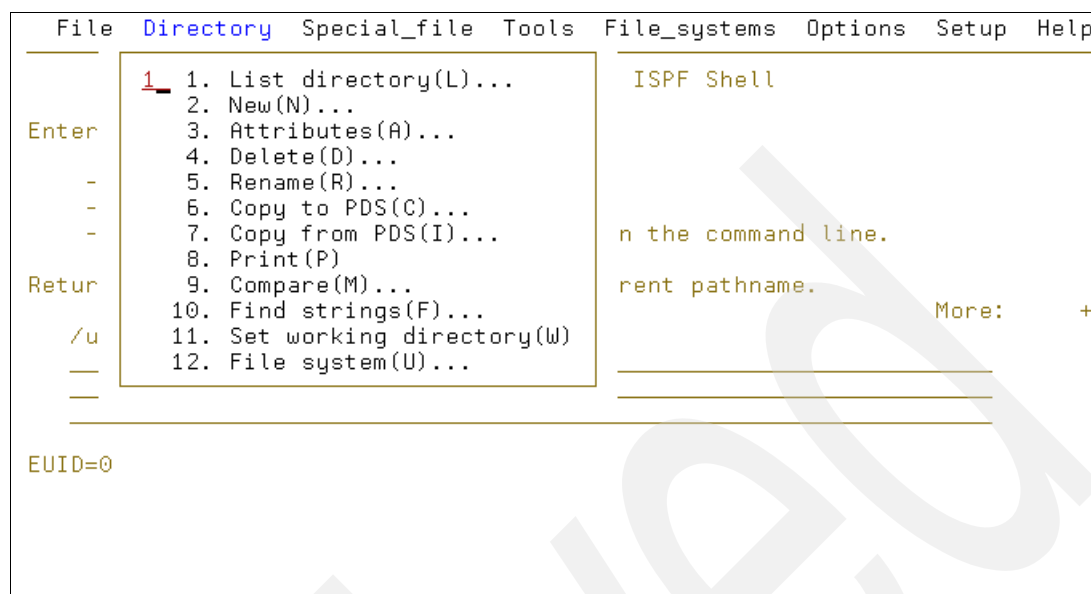 File Directory Special_file Tools File_systems Options Setup Help
1_ 1. List directory(L)... ISPF Shell
2. New(N)...
Enter 3. Attributes(A)...
4. Delete(D)...
- 5. Rename(R)...
- 6. Copy to PDS(C)...
- 7. Copy from PDS(I)... n the command line.
8. Print(P)
Retur 9. Compare(M)... rent pathname.
10. Find strings(F)... More: +
/u 11. Set working directory(W)
12. File system(U)...
EUID=0